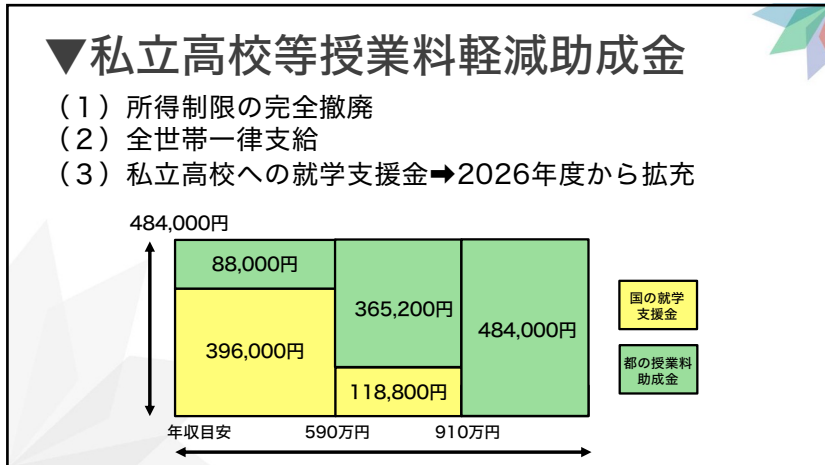 ▼私立高校等授業料軽減助成金
（1）所得制限の完全撤廃
（2）全世帯一律支給
（3）私立高校への就学支援金➡2026年度から拡充
484,000円
88,000円
396,000円
365,200円
118,800円
484,000円
国の就学
支援金
都の授業料
助成金
年収目安
590万円
910万円